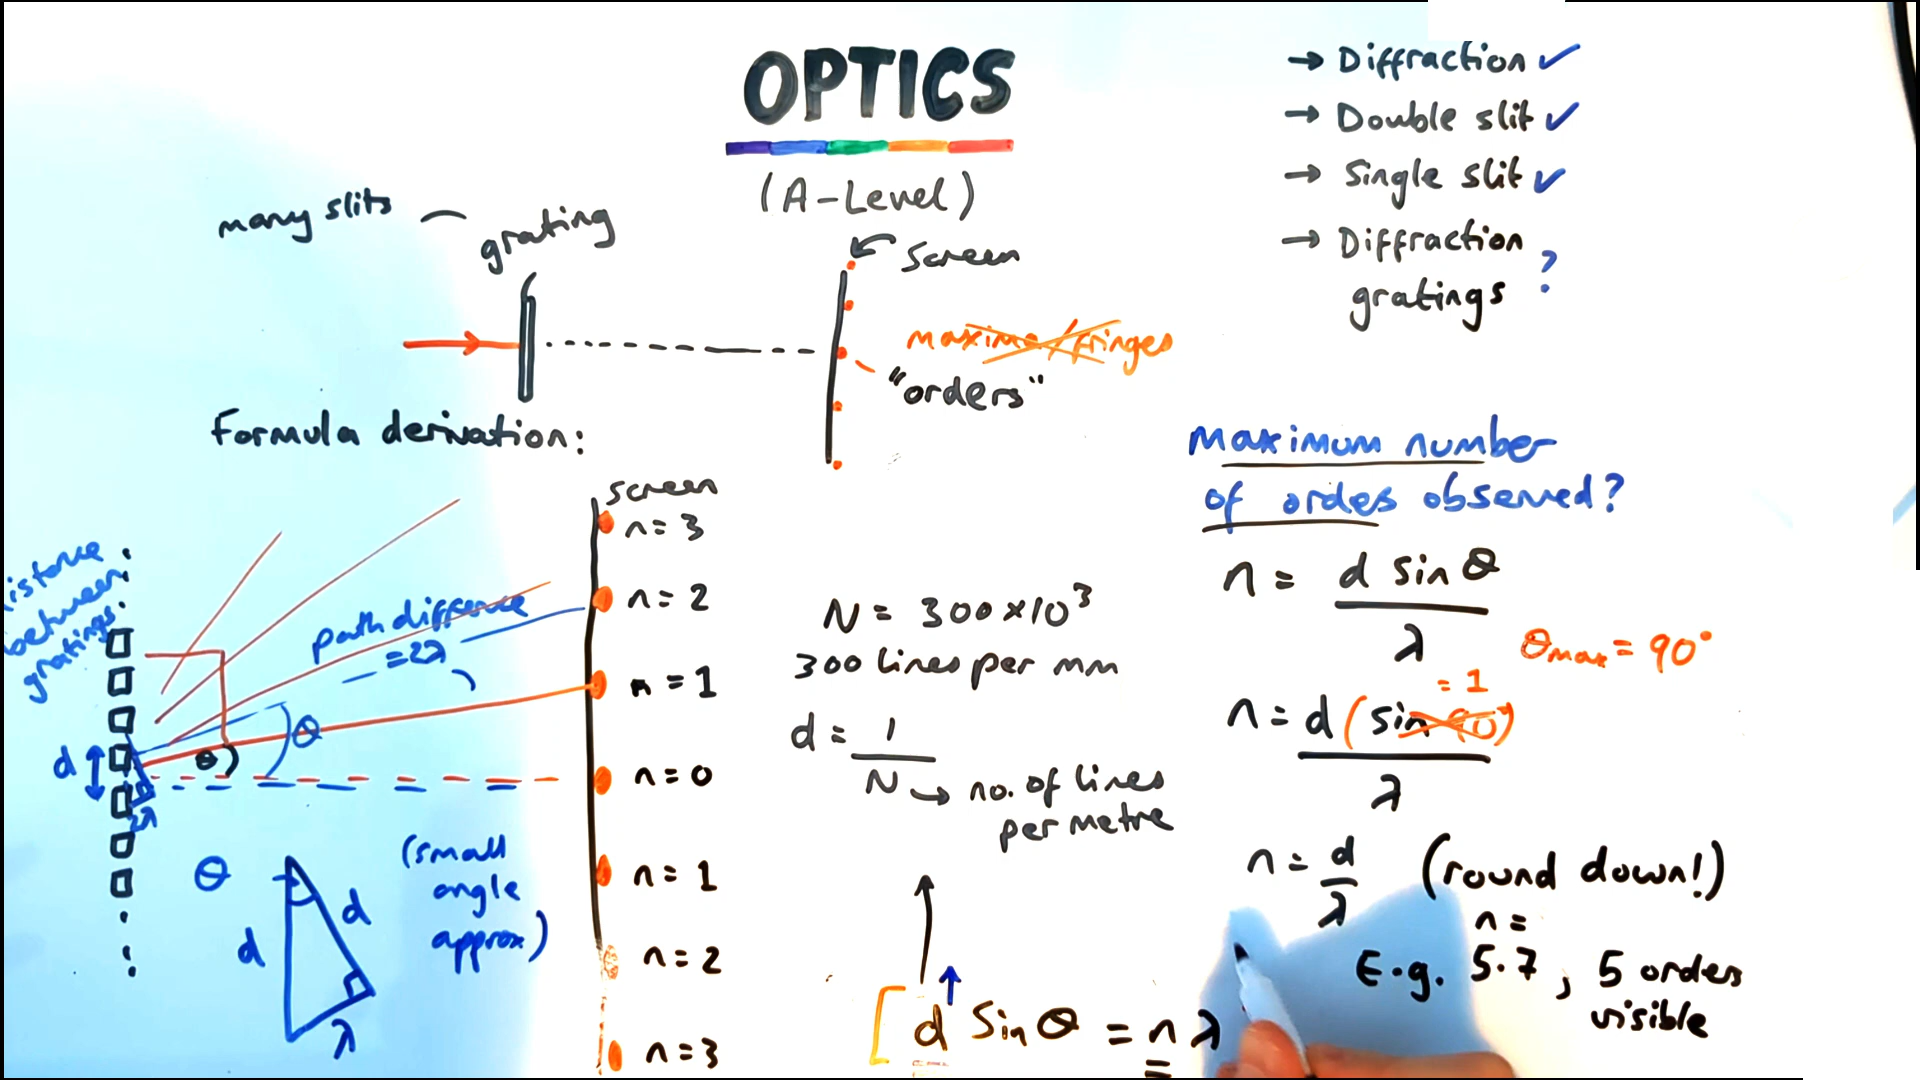 OPTICS
(A-Level)
→ Diffraction ✓
→ Double slit ✓
→ Single slit ✓
→ Diffraction
gratings ?
many slits
grating
screen
maxima/fringes
"orders"
Formula derivation:
screen
n = 3
n = 2
n = 1
n = 0
n = 1
n = 2
n = 3
between
gratings
path difference
= 2λ
θ
θ
d
2λ
θ
d
d
λ
(small
angle
approx.)
N = 300 × 10³
300 lines per mm
d = 1
N → no. of lines
per metre
[ d sin θ = n λ
maximum number
of ordes observed?
n = d sin θ
λ
θmax = 90°
= 1
n = d (sin 90°)
λ
n = d
λ
(round down!)
n =
E.g. 5.7, 5 orders
visible